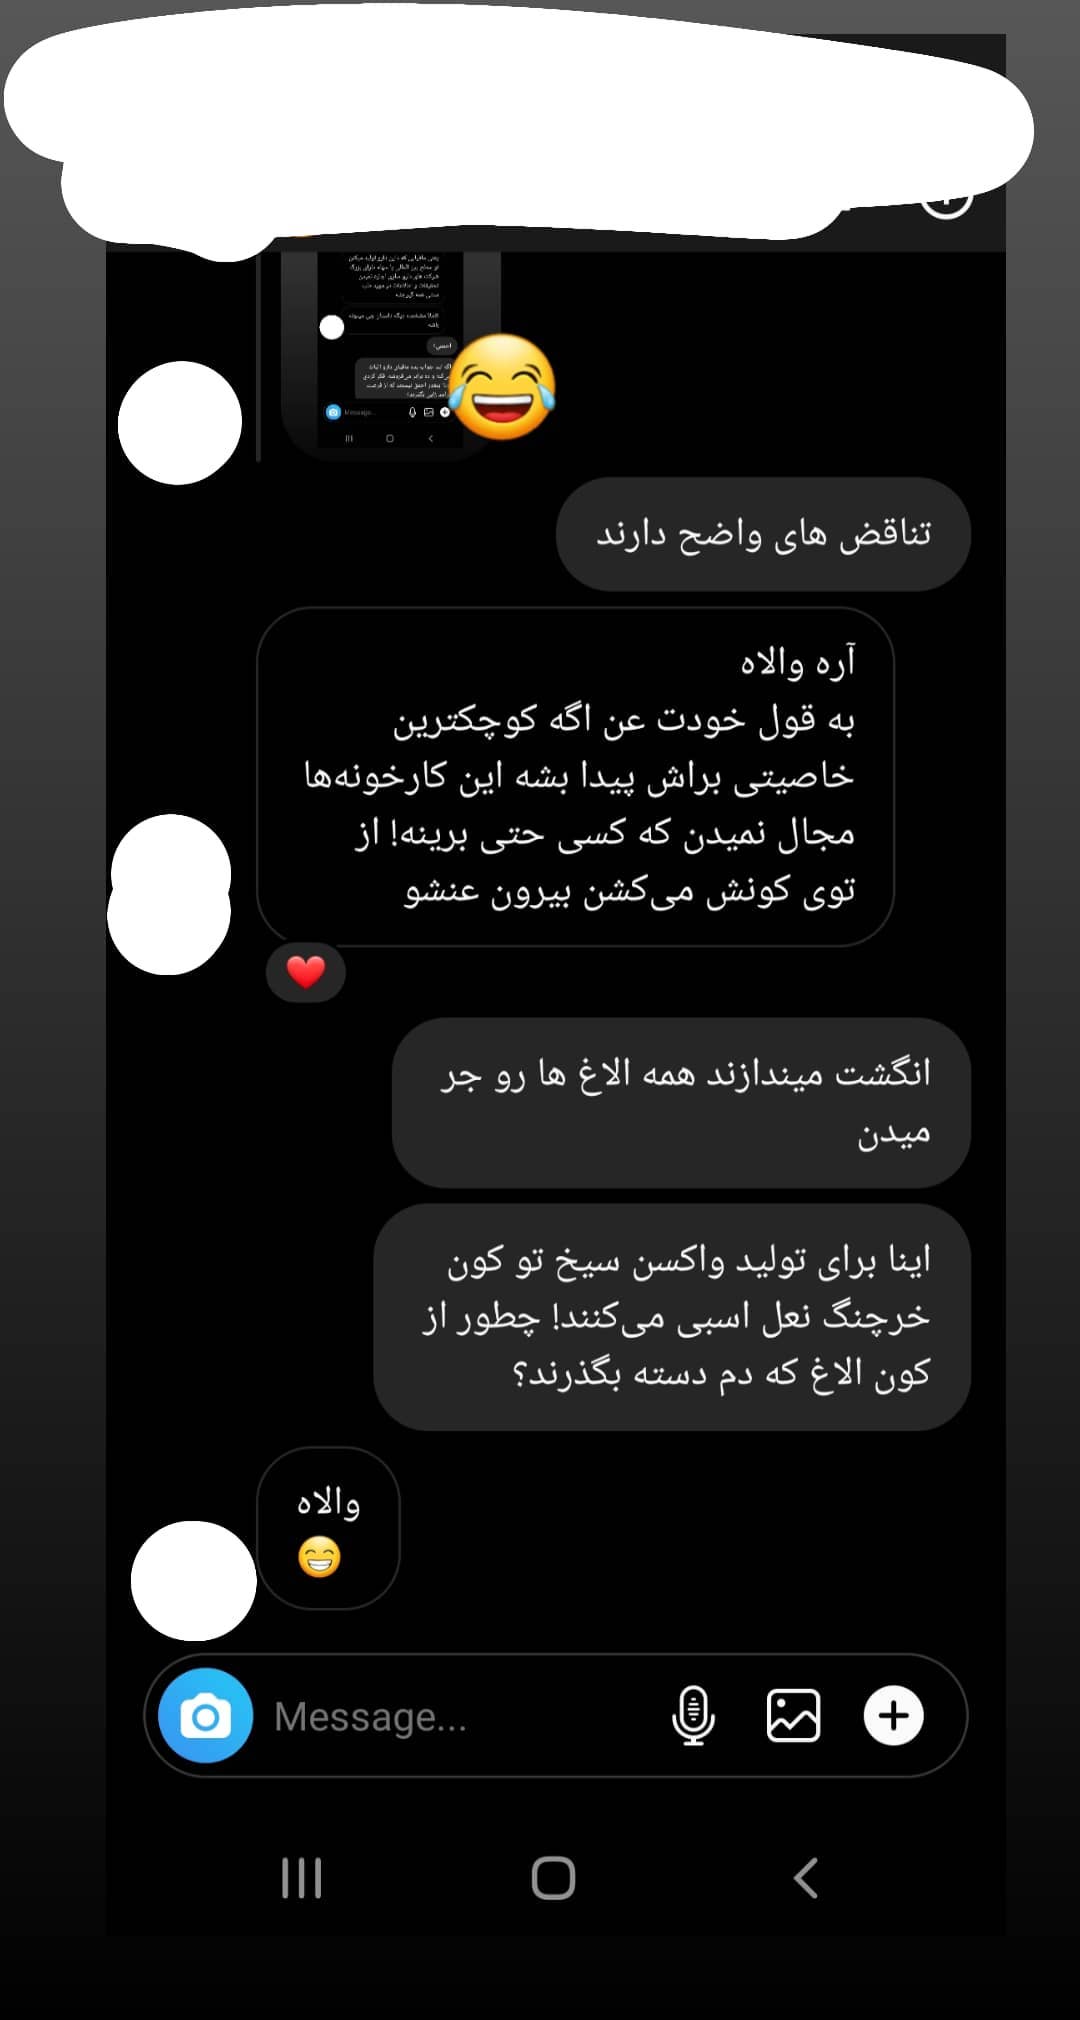 تناقض های واضح دارند
آره والاه
به قول خودت عن اگه کوچکترین
خاصیتی براش پیدا بشه این کارخونه‌ها
مجال نمیدن که کسی حتی برینه! از
توی کونش می‌کشن بیرون عنشو
انگشت میندازند همه الاغ ها رو جر
میدن
اینا برای تولید واکسن سیخ تو کون
خرچنگ نعل اسبی می‌کنند! چطور از
کون الاغ که دم دسته بگذرند؟
والاه
Message...